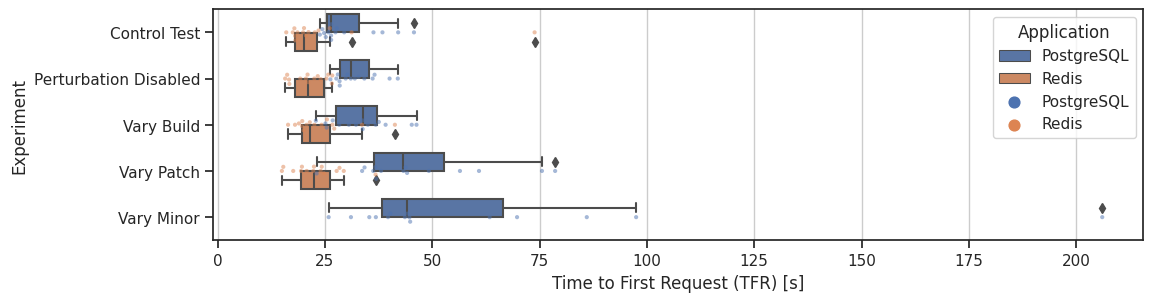 Experiment
Control Test
Perturbation Disabled
Vary Build
Vary Patch
Vary Minor
Application
PostgreSQL
Redis
PostgreSQL
Redis
0 25 50 75 100 125 150 175 200
Time to First Request (TFR) [s]